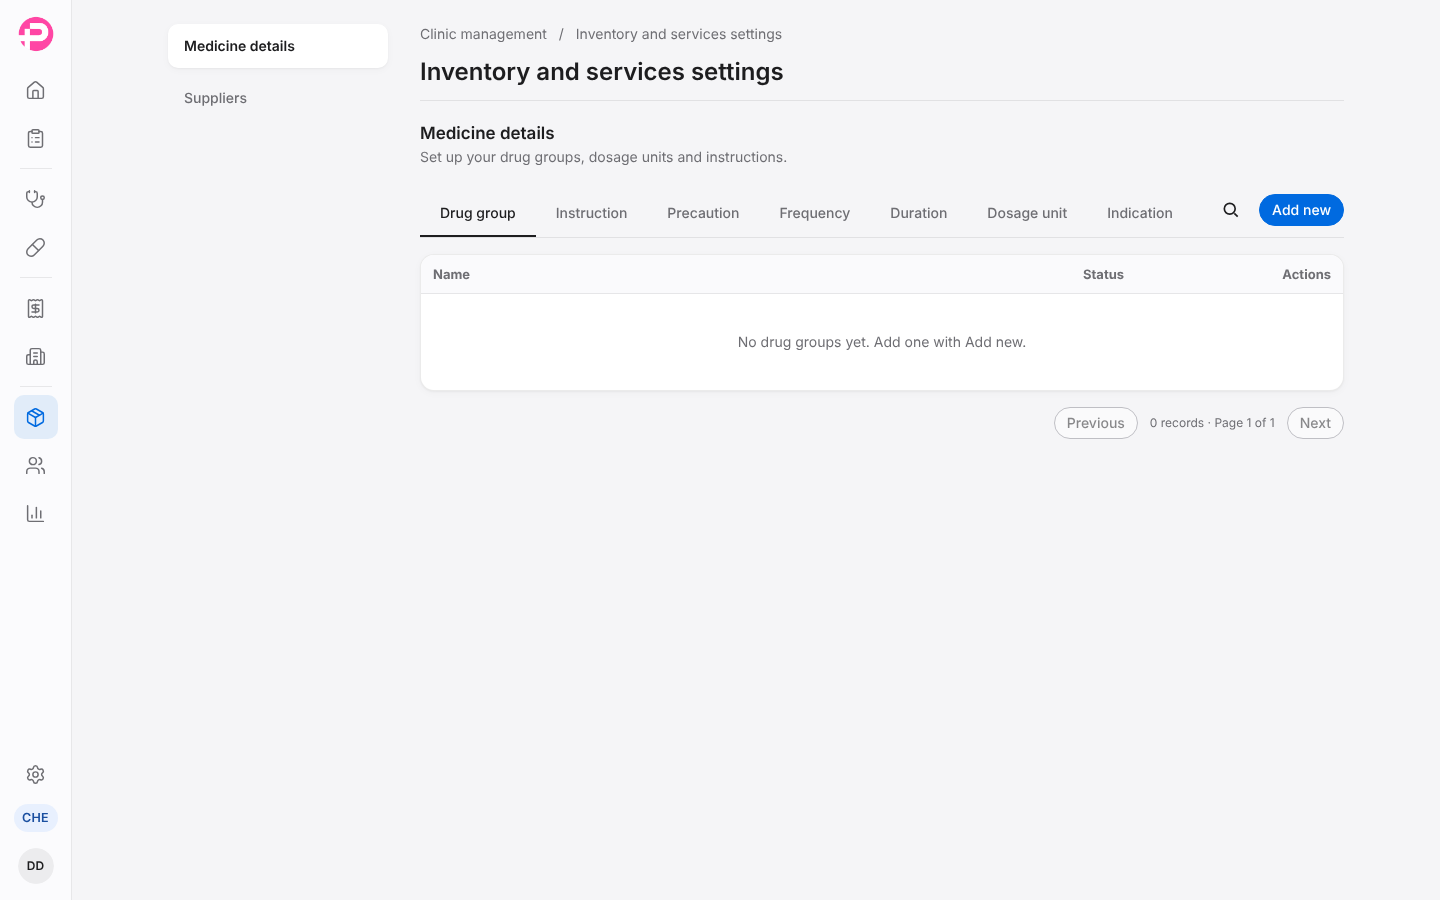 Medicine details
Suppliers
Clinic management / Inventory and services settings
Inventory and services settings
Medicine details
Set up your drug groups, dosage units and instructions.
Drug group Instruction Precaution Frequency Duration Dosage unit Indication Add new
Name Status Actions
No drug groups yet. Add one with Add new.
Previous 0 records · Page 1 of 1 Next
CHE
DD